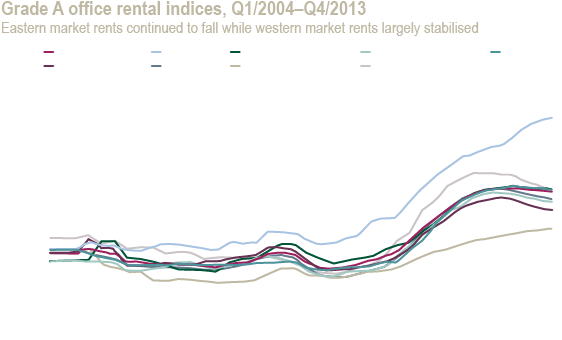 Grade A office rental indices, Q1/2004–Q4/2013
Eastern market rents continued to fall while western market rents largely stabilised